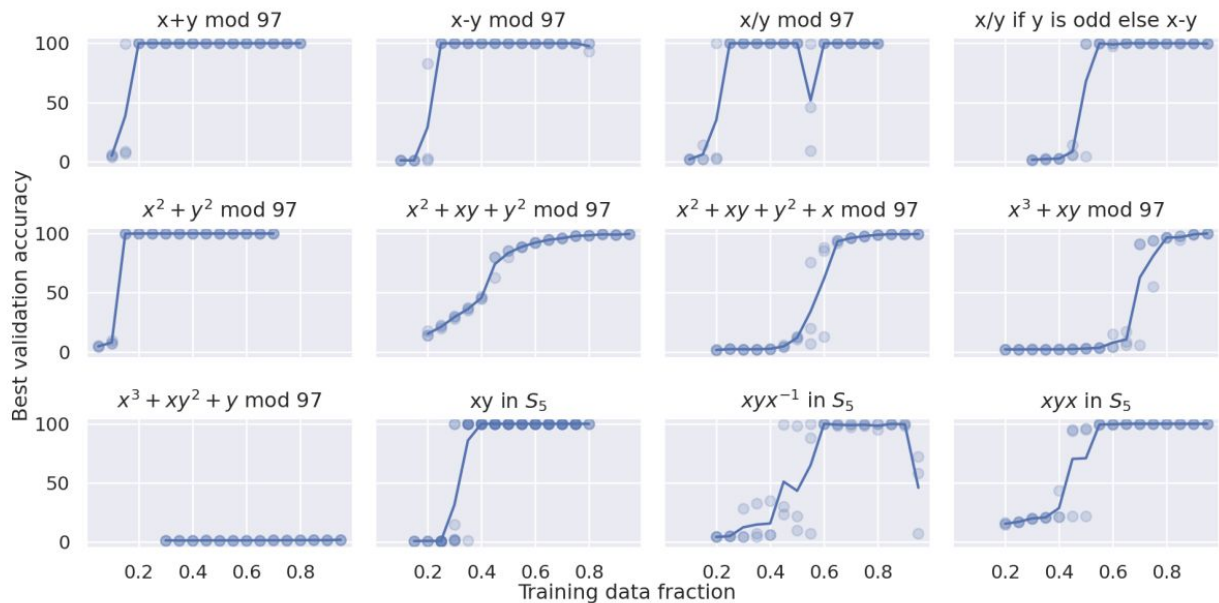 x+y mod 97
x-y mod 97
x/y mod 97
x/y if y is odd else x-y
100
50
0
x² + y² mod 97
x² + xy + y² mod 97
x² + xy + y² + x mod 97
x³ + xy mod 97
100
50
0
x³ + xy² + y mod 97
xy in S₅
xyx⁻¹ in S₅
xyx in S₅
100
50
0
0.2 0.4 0.6 0.8
0.2 0.4 0.6 0.8
0.2 0.4 0.6 0.8
0.2 0.4 0.6 0.8
Best validation accuracy
Training data fraction